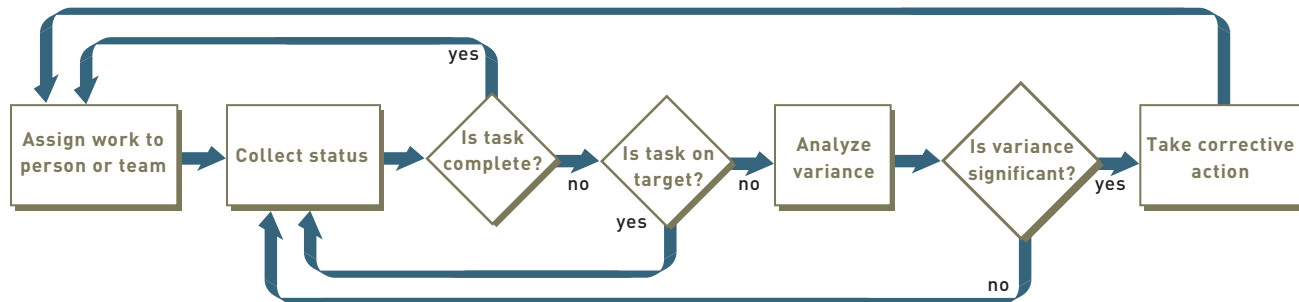 yes
Assign work to
person or team
Collect status
Is task
complete?
no
Is task on
target?
yes
no
Analyze
variance
Is variance
significant?
yes
no
Take corrective
action